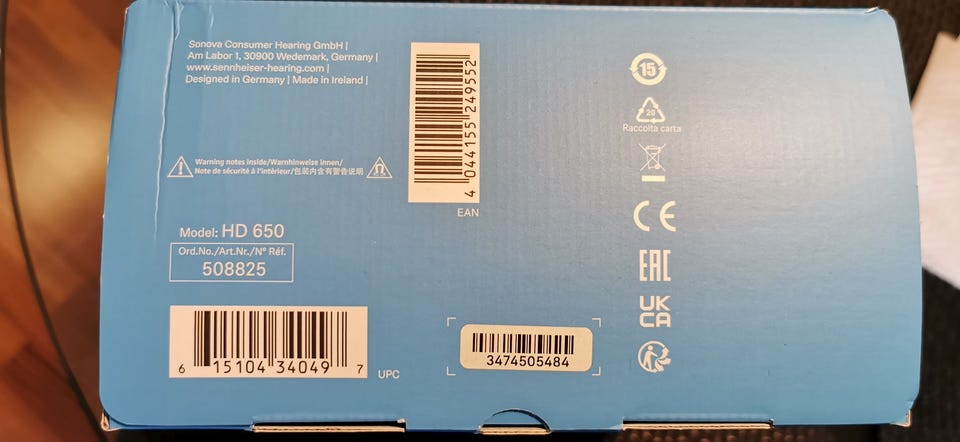 Sonova Consumer Hearing GmbH |
Am Labor 1, 30900 Wedemark, Germany |
www.sennheiser-hearing.com |
Designed in Germany | Made in Ireland |
Warning notes inside/Warnhinweise innen/
Note de sécurité à l'intérieur/包装内含有警告说明
Model: HD 650
Ord.No./Art.Nr./N° Réf.
508825
6 15104 34049 7
UPC
4 044155 249552
EAN
3474505484
15
20
Raccolta carta
CE
EAC
UK
CA